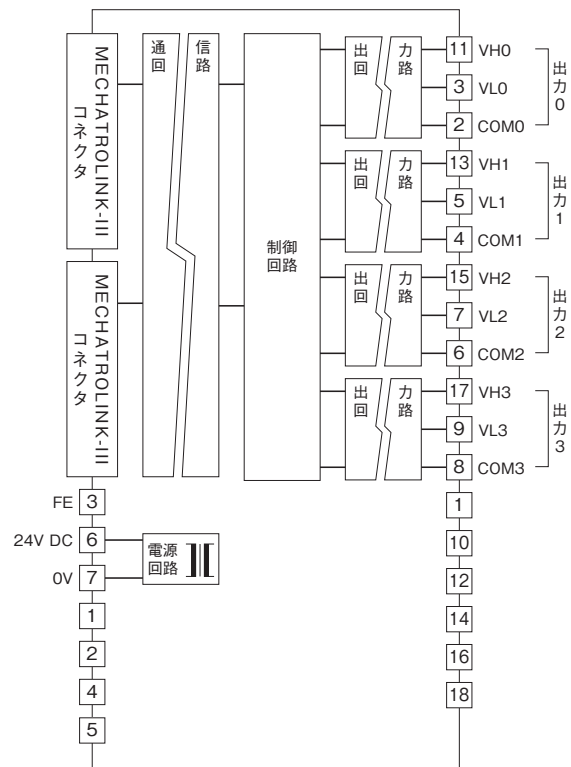 MECHATROLINK-III
コネクタ
MECHATROLINK-III
コネクタ
通信
回路
制御
回路
出力
回路
11 VH0
3 VL0
2 COM0
出力0
出力
回路
13 VH1
5 VL1
4 COM1
出力1
出力
回路
15 VH2
7 VL2
6 COM2
出力2
出力
回路
17 VH3
9 VL3
8 COM3
出力3
FE 3
24V DC 6
0V 7
電源
回路
1
2
4
5
1
10
12
14
16
18